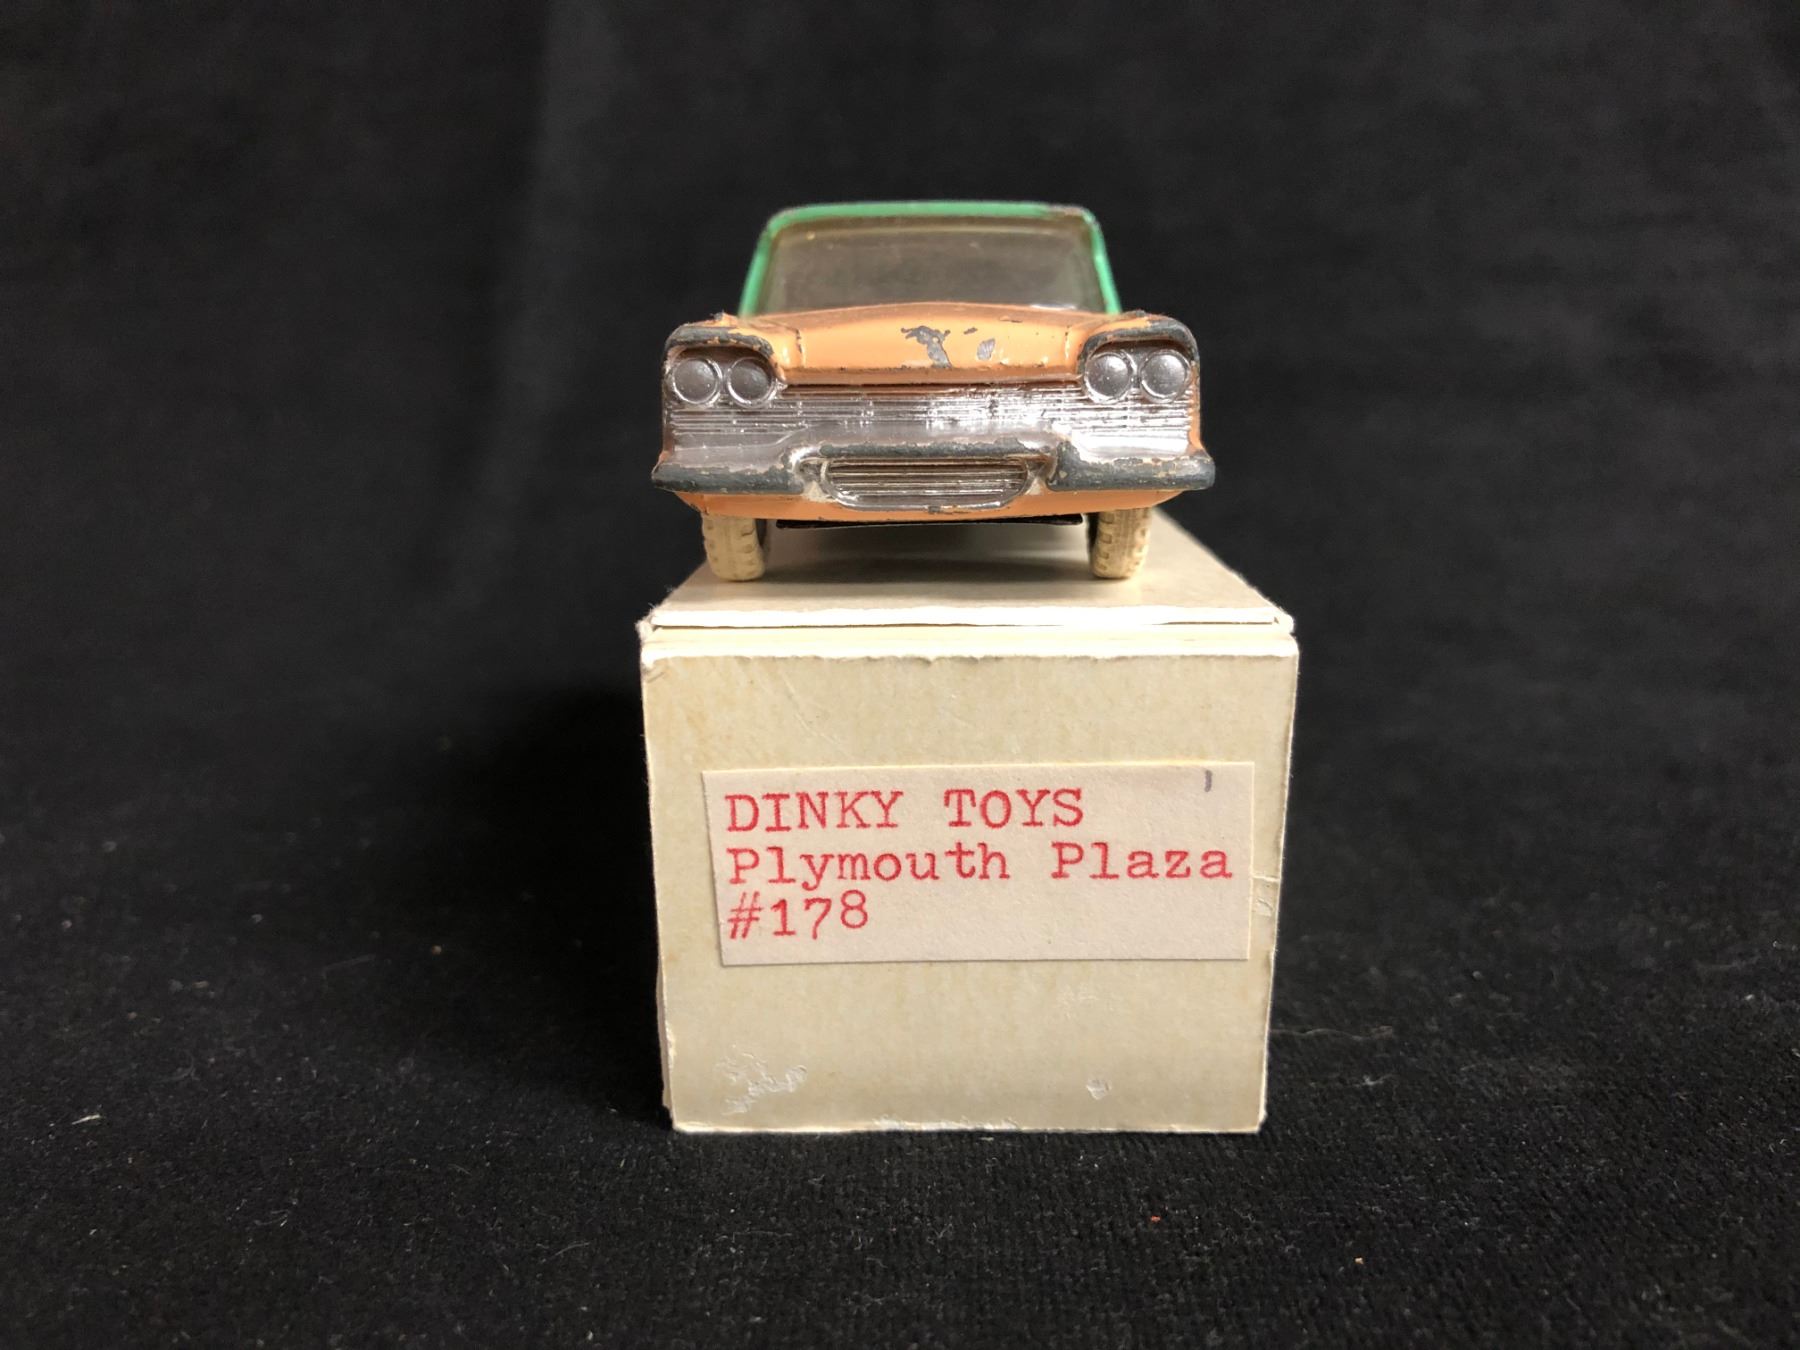 DINKY TOYS
Plymouth Plaza
#178